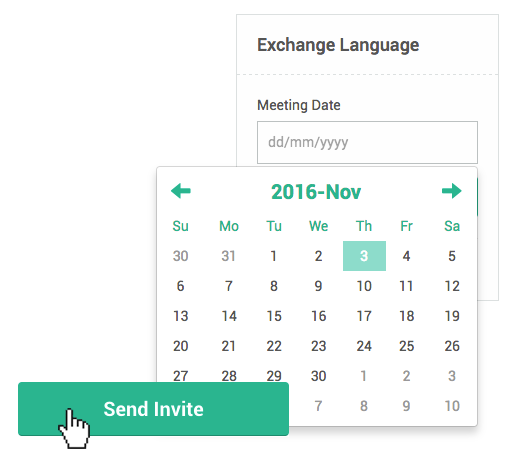 Exchange Language
Meeting Date
dd/mm/yyyy
2016-Nov
Su Mo Tu We Th Fr Sa
30 31 1 2 3 4 5
6 7 8 9 10 11 12
13 14 15 16 17 18 19
20 21 22 23 24 25 26
27 28 29 30 1 2 3
7 8 9 10
Send Invite